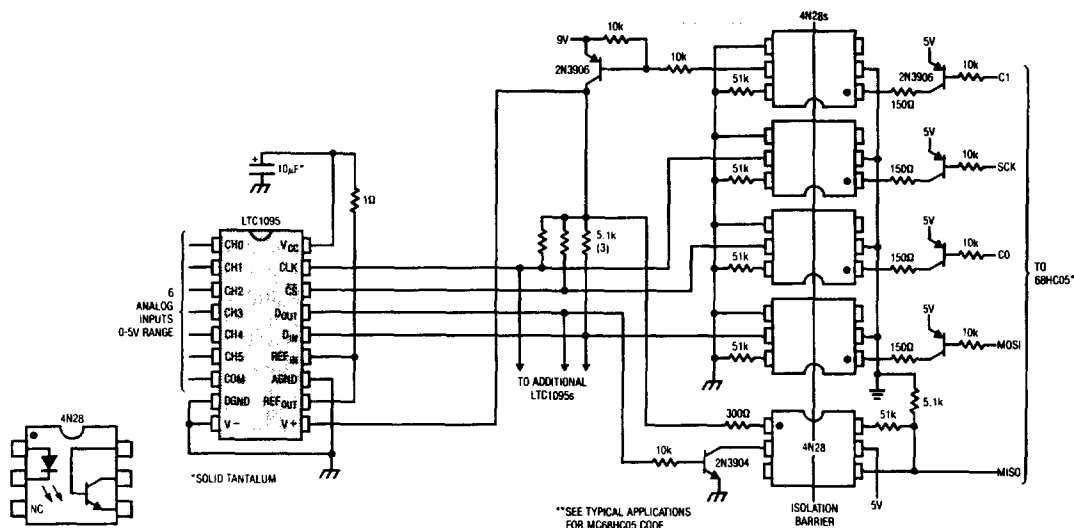 4N28s
10k
9V
2N3906
10k
51k
5V
2N3906
10k
C1
150Ω
5V
10k
SCK
51k
150Ω
5V
10k
C0
51k
150Ω
5V
10k
MOSI
51k
150Ω
TO
68HC05**
+
10μF*
1Ω
LTC1095
5.1k
(3)
CH0
CH1
CH2
CH3
CH4
CH5
COM
DGND
V−
VCC
CLK
CS
DOUT
DIN
REFIN
AGND
REFOUT
V+
6
ANALOG
INPUTS
0-5V RANGE
TO ADDITIONAL
LTC1095s
300Ω
51k
5.1k
4N28
10k
2N3904
5V
MISO
4N28
NC
*SOLID TANTALUM
**SEE TYPICAL APPLICATIONS
FOR MC68HC05 CODE
ISOLATION
BARRIER